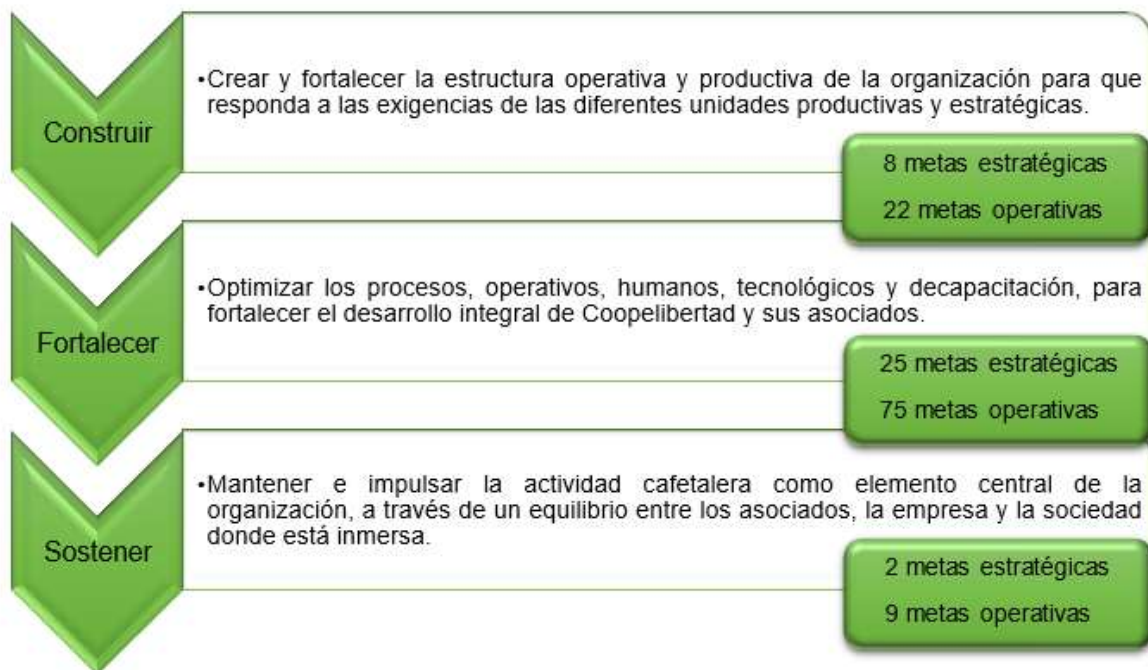 Construir
•Crear y fortalecer la estructura operativa y productiva de la organización para que
responda a las exigencias de las diferentes unidades productivas y estratégicas.
8 metas estratégicas
22 metas operativas
Fortalecer
•Optimizar los procesos, operativos, humanos, tecnológicos y decapacitación, para
fortalecer el desarrollo integral de Coopelibertad y sus asociados.
25 metas estratégicas
75 metas operativas
Sostener
•Mantener e impulsar la actividad cafetalera como elemento central de la
organización, a través de un equilibrio entre los asociados, la empresa y la sociedad
donde está inmersa.
2 metas estratégicas
9 metas operativas